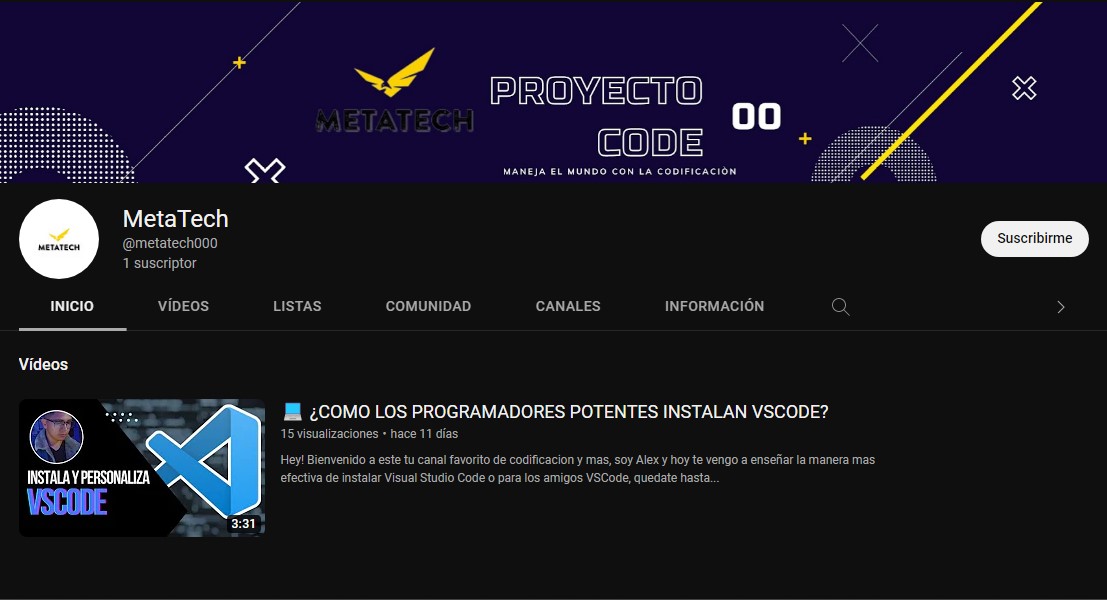 METATECH
PROYECTO
CODE
00
MANEJA EL MUNDO CON LA CODIFICACIÒN
METATECH
MetaTech
@metatech000
1 suscriptor
Suscribirme
INICIO VÍDEOS LISTAS COMUNIDAD CANALES INFORMACIÓN
Vídeos
INSTALA Y PERSONALIZA
VSCODE
3:31
¿COMO LOS PROGRAMADORES POTENTES INSTALAN VSCODE?
15 visualizaciones • hace 11 días
Hey! Bienvenido a este tu canal favorito de codificacion y mas, soy Alex y hoy te vengo a enseñar la manera mas
efectiva de instalar Visual Studio Code o para los amigos VSCode, quedate hasta...